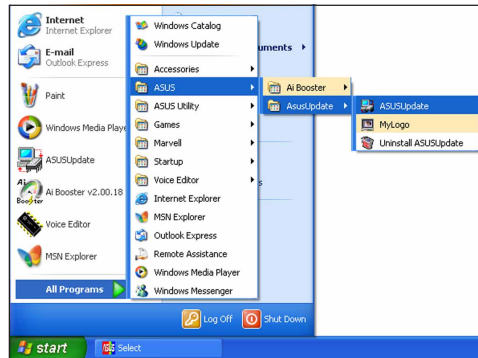 Internet
Internet Explorer
E-mail
Outlook Express
Paint
Windows Media
ASUSUpdate
Ai Booster v2.00.18
Voice Editor
MSN Explorer
All Programs
Windows Catalog
Windows Update
Accessories
ASUS
ASUS Utility
Games
Marvell
Startup
Voice Editor
Internet Explorer
MSN Explorer
Outlook Express
Remote Assistance
Windows Media Player
Windows Messenger
uments
s
Ai Booster
AsusUpdate
ASUSUpdate
MyLogo
Uninstall ASUSUpdate
Log Off
Shut Down
start
Select